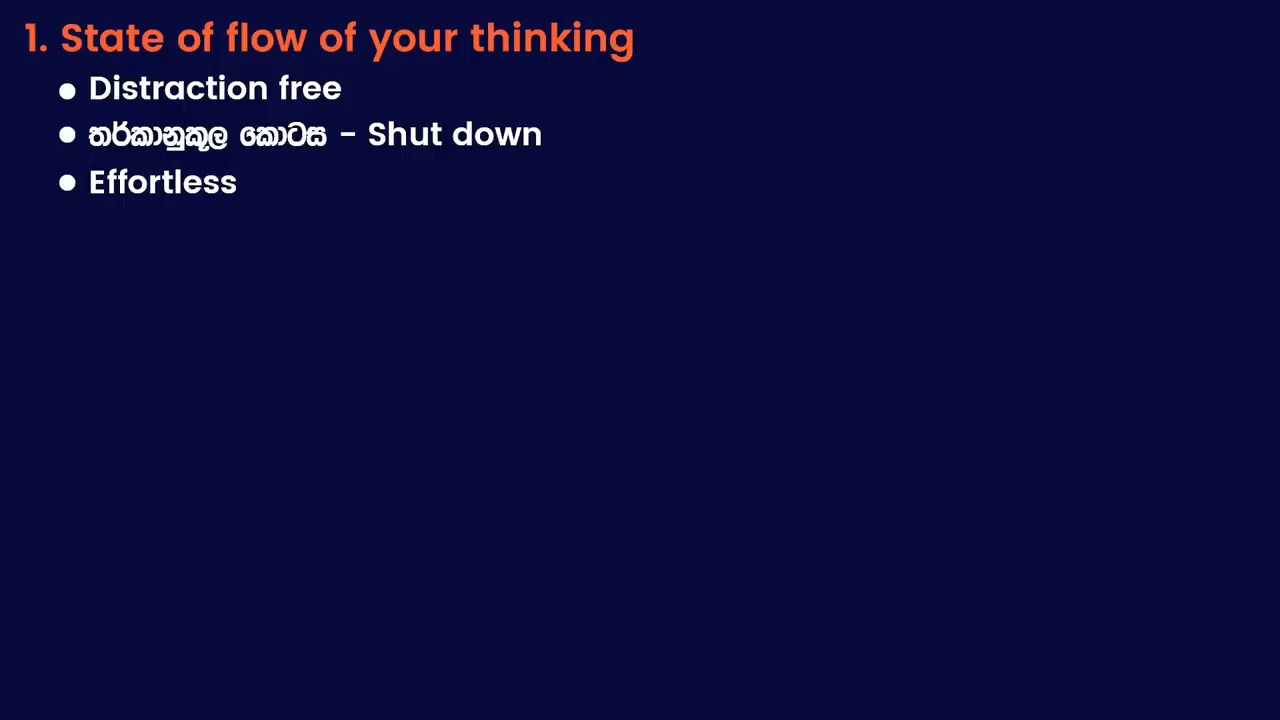 1. State of flow of your thinking
● Distraction free
● තර්කානුකූල කොටස - Shut down
● Effortless